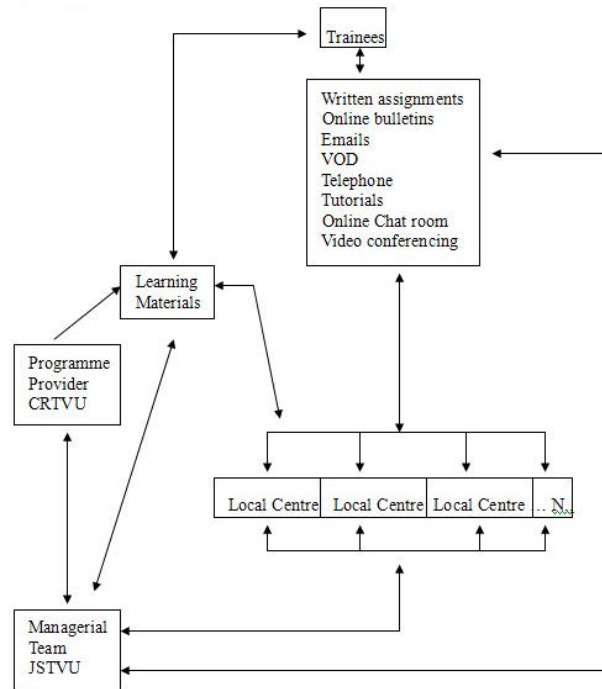 Trainees
Written assignments
Online bulletins
Emails
VOD
Telephone
Tutorials
Online Chat room
Video conferencing
Learning
Materials
Programme
Provider
CRTVU
Local Centre
Local Centre
Local Centre
... N
Managerial
Team
JSTVU